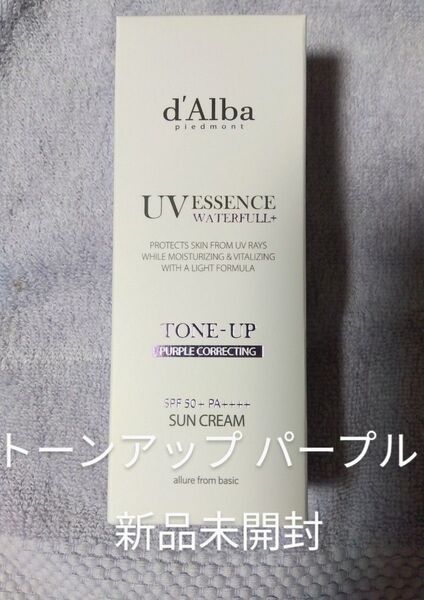 d'Alba
piedmont
UV ESSENCE
WATERFULL+
PROTECTS SKIN FROM UV RAYS
WHILE MOISTURIZING & VITALIZING
WITH A LIGHT FORMULA
TONE-UP
PURPLE CORRECTING
SPF 50+ PA++++
SUN CREAM
トーンアップ パープル
allure from basic
新品未開封